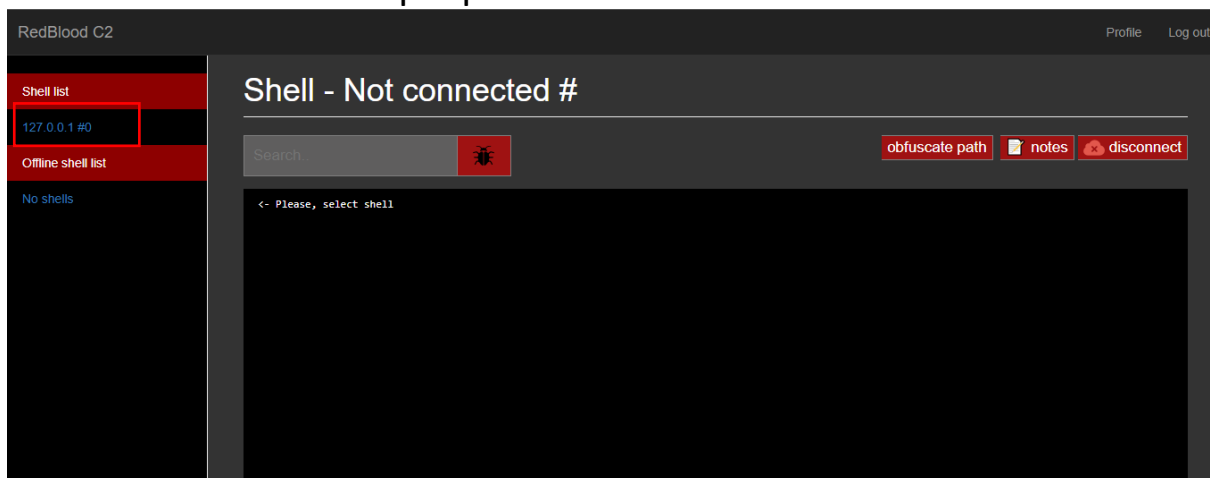 RedBlood C2
Profile
Log out
Shell list
127.0.0.1 #0
Offline shell list
No shells
Shell - Not connected #
Search...
obfuscate path
notes
disconnect
<- Please, select shell